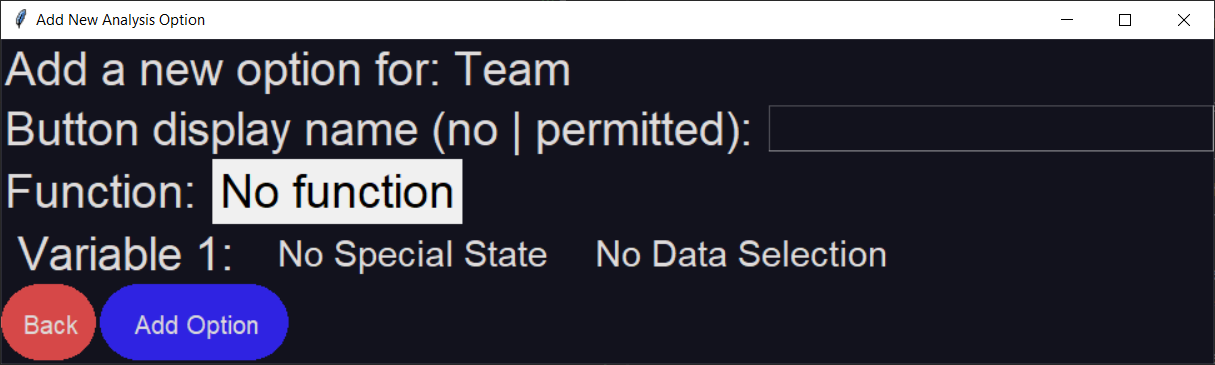 Add New Analysis Option
Add a new option for: Team
Button display name (no | permitted):
Function: No function
Variable 1: No Special State No Data Selection
Back Add Option